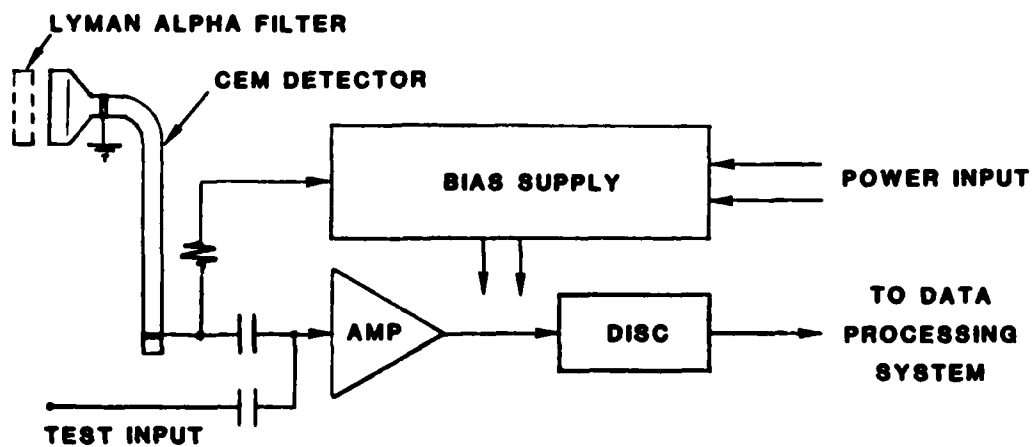 LYMAN ALPHA FILTER
CEM DETECTOR
BIAS SUPPLY
POWER INPUT
AMP
DISC
TO DATA
PROCESSING
SYSTEM
TEST INPUT